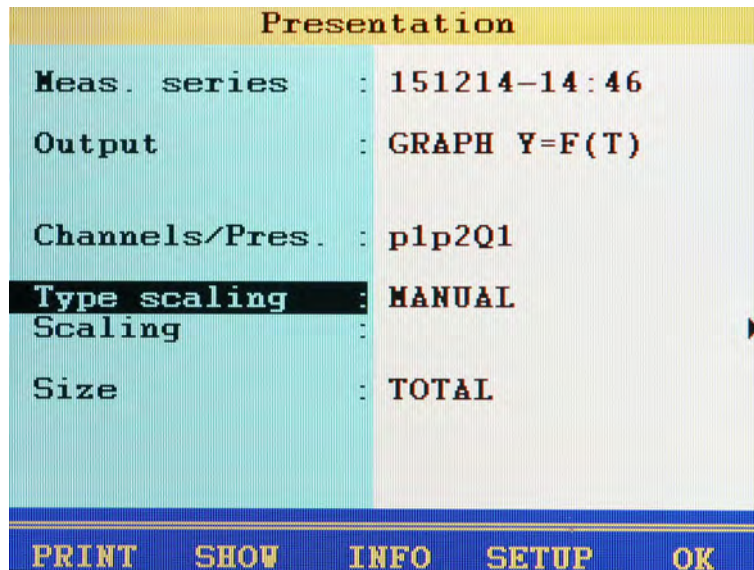 Presentation
Meas. series : 151214-14:46
Output : GRAPH Y=F(T)
Channels/Pres. : p1p2Q1
Type scaling : MANUAL
Scaling :
Size : TOTAL
PRINT SHOW INFO SETUP OK